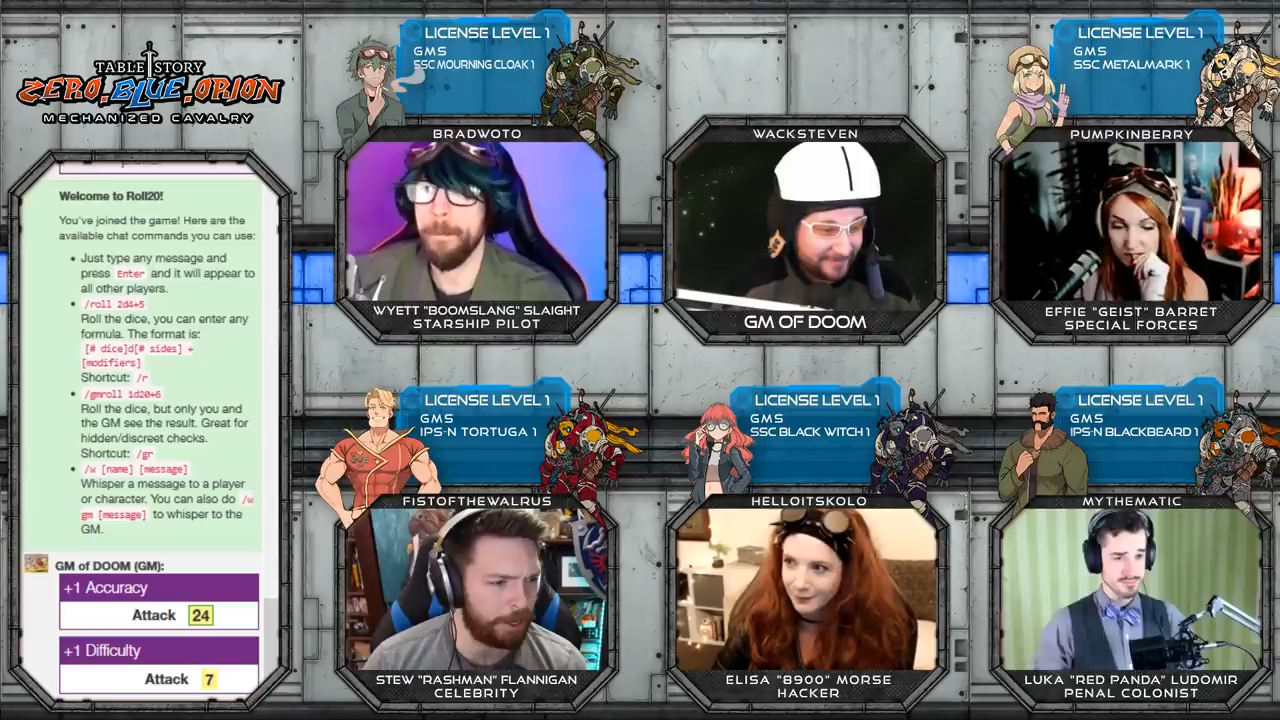 TABLE STORY
ZERO.BLUE.ORION
MECHANIZED CAVALRY
Welcome to Roll20!
You've joined the game! Here are the
available chat commands you can use:
• Just type any message and
press Enter and it will appear to
all other players.
• /roll 2d4+5
Roll the dice, you can enter any
formula. The format is:
[# dice]d[# sides] +
[modifiers]
Shortcut: /r
• /gmroll 1d20+6
Roll the dice, but only you and
the GM see the result. Great for
hidden/discreet checks.
Shortcut: /gr
• /w [name] [message]
Whisper a message to a player
or character. You can also do /w
gm [message] to whisper to the
GM.
GM of DOOM (GM):
+1 Accuracy
Attack 24
+1 Difficulty
Attack 7
LICENSE LEVEL 1
GMS
SSC MOURNING CLOAK 1
BRADWOTO
WYETT "BOOMSLANG" SLAIGHT
STARSHIP PILOT
WACKSTEVEN
GM OF DOOM
LICENSE LEVEL 1
GMS
SSC METALMARK 1
PUMPKINBERRY
EFFIE "GEIST" BARRET
SPECIAL FORCES
LICENSE LEVEL 1
GMS
IPS-N TORTUGA 1
FISTOFTHEWALRUS
STEW "RASHMAN" FLANNIGAN
CELEBRITY
LICENSE LEVEL 1
GMS
SSC BLACK WITCH 1
HELLOITSKOLO
ELISA "8900" MORSE
HACKER
LICENSE LEVEL 1
GMS
IPS-N BLACKBEARD 1
MYTHEMATIC
LUKA "RED PANDA" LUDOMIR
PENAL COLONIST